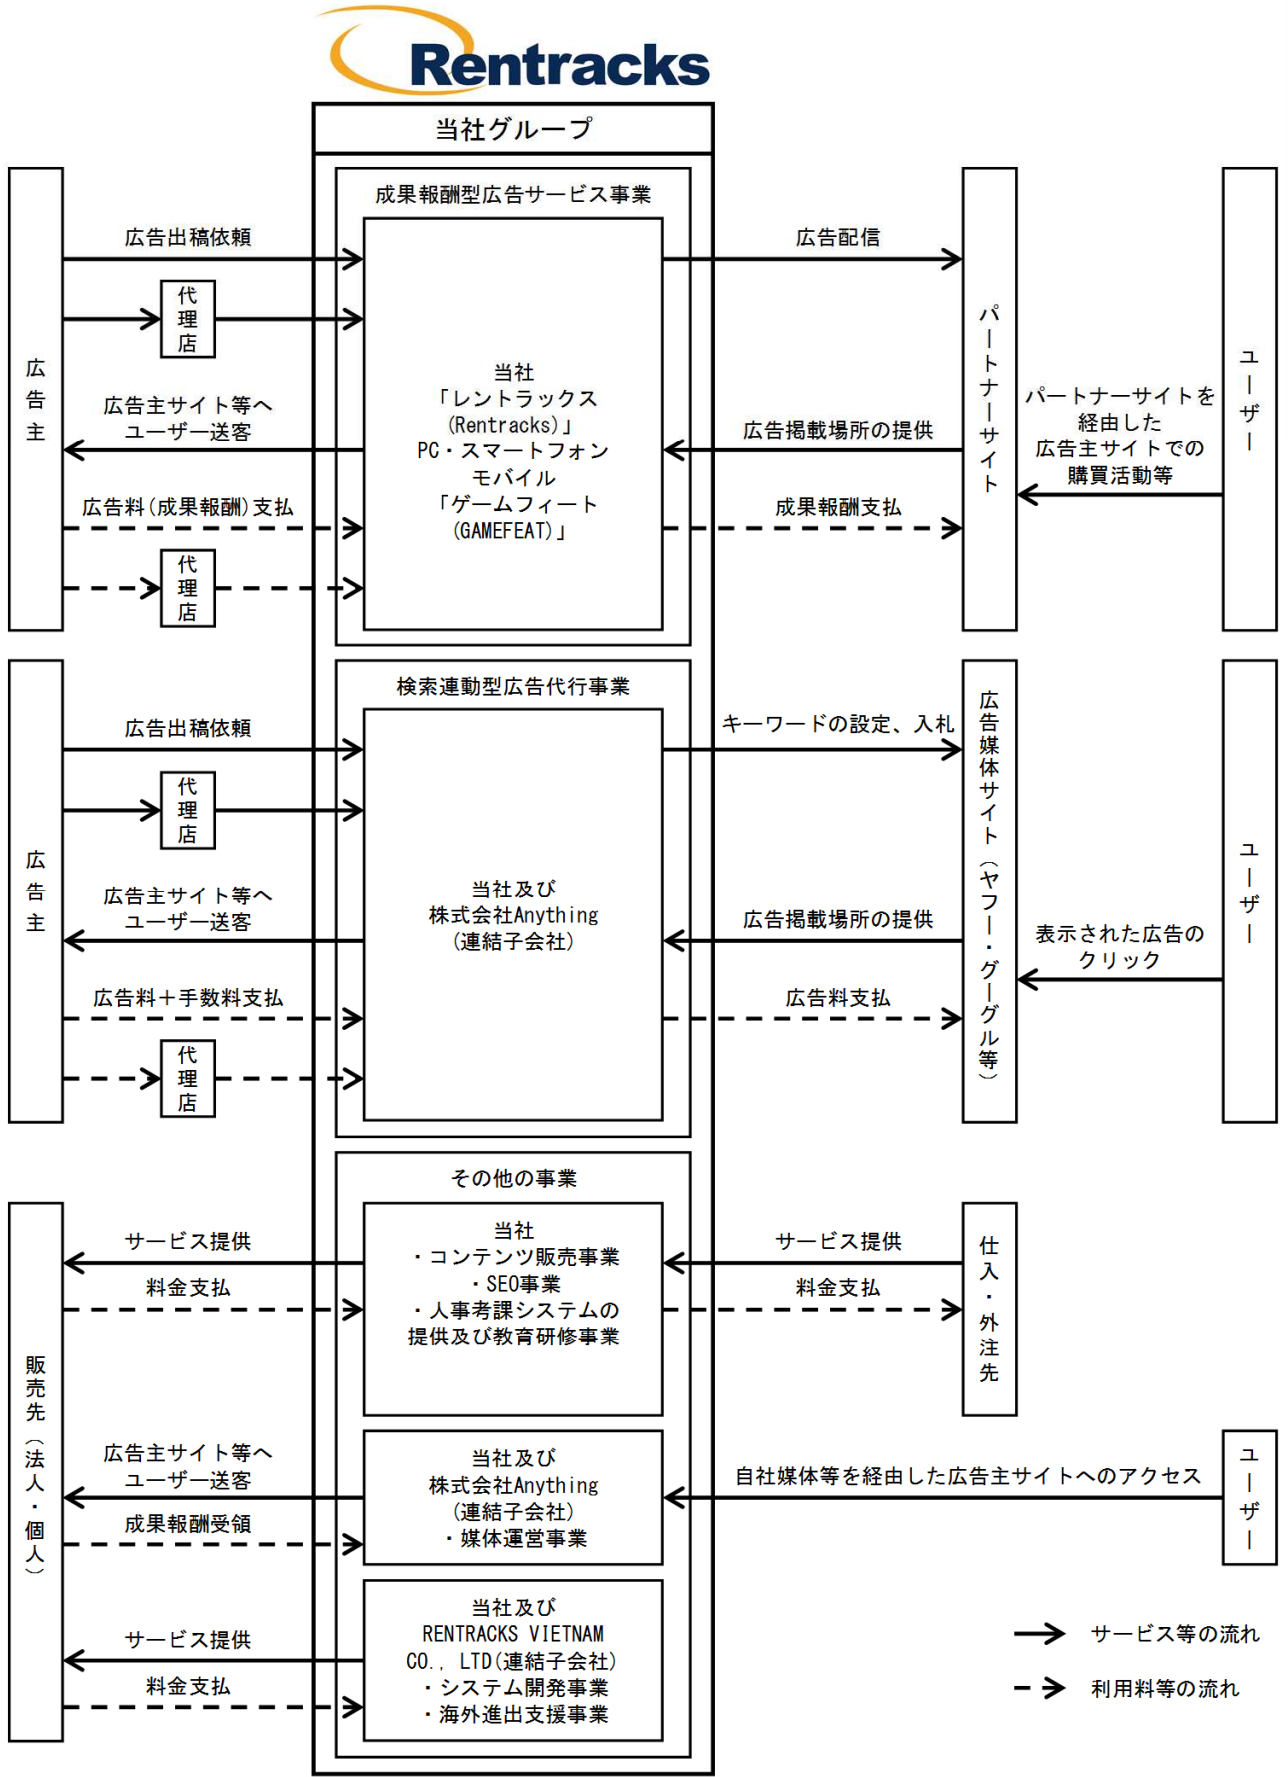 Rentracks
当社グループ
成果報酬型広告サービス事業
広告主
広告出稿依頼
代理店
広告主サイト等へ
ユーザー送客
広告料(成果報酬)支払
代理店
当社
「レントラックス
(Rentracks)」
PC・スマートフォン
モバイル
「ゲームフィート
(GAMEFEAT)」
広告配信
広告掲載場所の提供
成果報酬支払
パートナーサイト
パートナーサイトを
経由した
広告主サイトでの
購買活動等
ユーザー
検索連動型広告代行事業
広告主
広告出稿依頼
代理店
広告主サイト等へ
ユーザー送客
広告料＋手数料支払
代理店
当社及び
株式会社Anything
(連結子会社)
キーワードの設定、入札
広告掲載場所の提供
広告料支払
広告媒体サイト(ヤフー・グーグル等)
表示された広告の
クリック
ユーザー
その他の事業
販売先(法人・個人)
サービス提供
料金支払
当社
・コンテンツ販売事業
・SEO事業
・人事考課システムの
提供及び教育研修事業
サービス提供
料金支払
仕入・外注先
広告主サイト等へ
ユーザー送客
成果報酬受領
当社及び
株式会社Anything
(連結子会社)
・媒体運営事業
自社媒体等を経由した広告主サイトへのアクセス
ユーザー
サービス提供
料金支払
当社及び
RENTRACKS VIETNAM
CO., LTD(連結子会社)
・システム開発事業
・海外進出支援事業
サービス等の流れ
利用料等の流れ